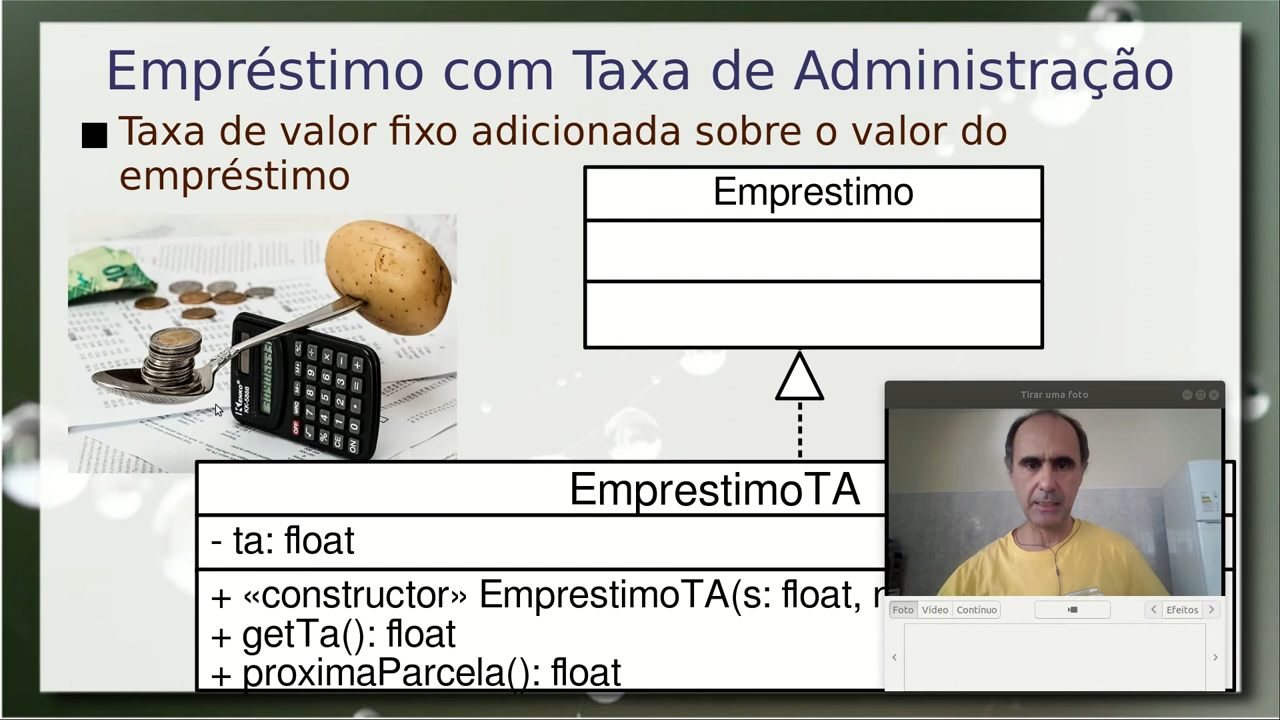 Empréstimo com Taxa de Administração
Taxa de valor fixo adicionada sobre o valor do
empréstimo
Emprestimo
EmprestimoTA
- ta: float
+ «constructor» EmprestimoTA(s: float, n
+ getTa(): float
+ proximaParcela(): float
Tirar uma foto
Foto Vídeo Contínuo Efeitos